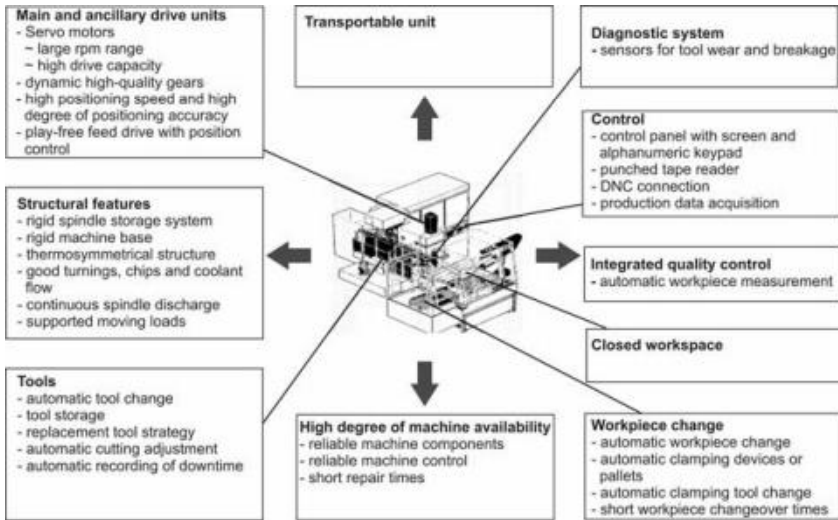 Main and ancillary drive units
- Servo motors
~ large rpm range
~ high drive capacity
- dynamic high-quality gears
- high positioning speed and high
degree of positioning accuracy
- play-free feed drive with position
control
Transportable unit
Diagnostic system
- sensors for tool wear and breakage
Control
- control panel with screen and
alphanumeric keypad
- punched tape reader
- DNC connection
- production data acquisition
Structural features
- rigid spindle storage system
- rigid machine base
- thermosymmetrical structure
- good turnings, chips and coolant
flow
- continuous spindle discharge
- supported moving loads
Integrated quality control
- automatic workpiece measurement
Closed workspace
Tools
- automatic tool change
- tool storage
- replacement tool strategy
- automatic cutting adjustment
- automatic recording of downtime
High degree of machine availability
- reliable machine components
- reliable machine control
- short repair times
Workpiece change
- automatic workpiece change
- automatic clamping devices or
pallets
- automatic clamping tool change
- short workpiece changeover times